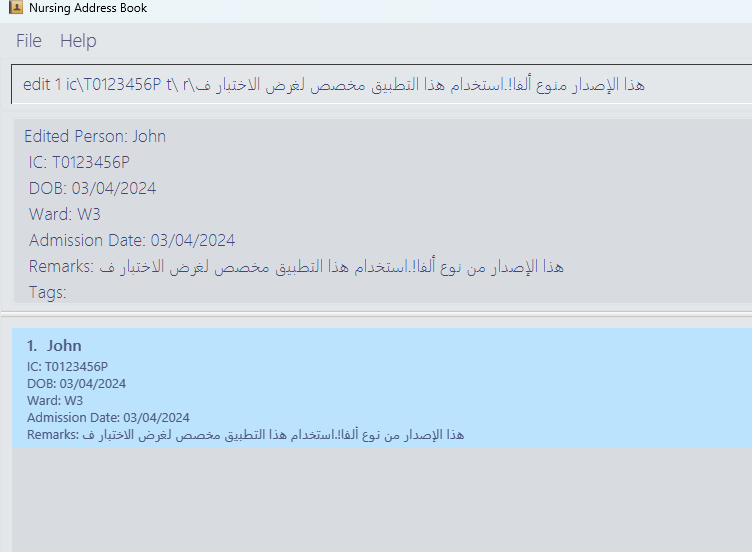 Nursing Address Book
File Help
edit 1 ic\T0123456P t\ r\هذا الإصدار منوع ألفا!.استخدام هذا التطبيق مخصص لغرض الاختبار ف
Edited Person: John
IC: T0123456P
DOB: 03/04/2024
Ward: W3
Admission Date: 03/04/2024
Remarks: هذا الإصدار من نوع ألفا!.استخدام هذا التطبيق مخصص لغرض الاختبار ف
Tags:
1. John
IC: T0123456P
DOB: 03/04/2024
Ward: W3
Admission Date: 03/04/2024
Remarks: هذا الإصدار من نوع ألفا!.استخدام هذا التطبيق مخصص لغرض الاختبار ف